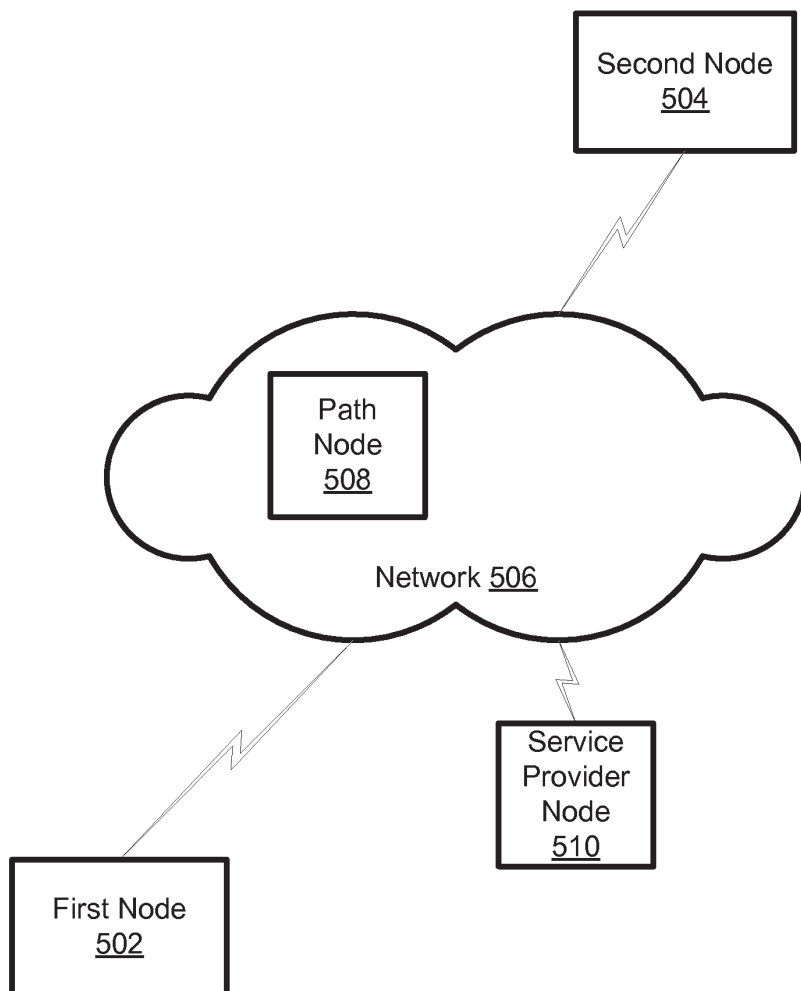 Second Node
504
Path
Node
508
Network 506
Service
Provider
Node
510
First Node
502